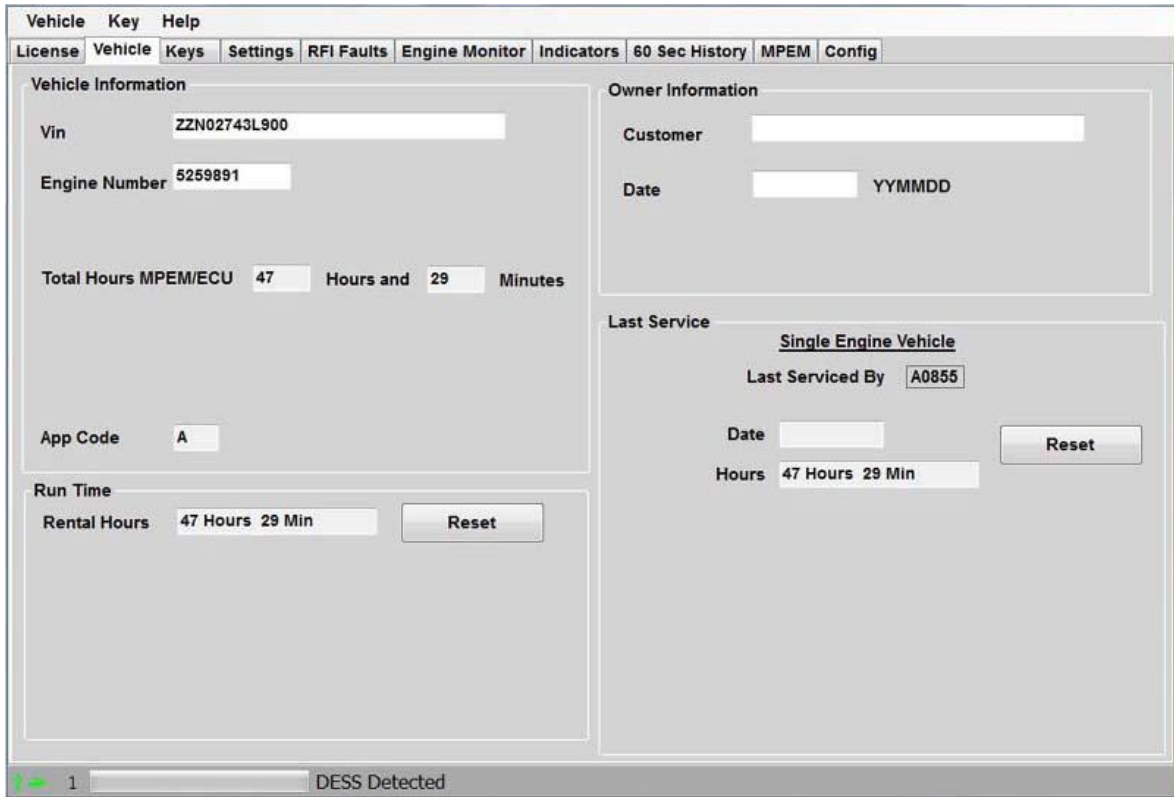 Vehicle Key Help
License Vehicle Keys Settings RFI Faults Engine Monitor Indicators 60 Sec History MPEM Config
Vehicle Information
Vin ZZN02743L900
Engine Number 5259891
Total Hours MPEM/ECU 47 Hours and 29 Minutes
App Code A
Run Time
Rental Hours 47 Hours 29 Min Reset
Owner Information
Customer
Date YYMMDD
Last Service
Single Engine Vehicle
Last Serviced By A0855
Date
Reset
Hours 47 Hours 29 Min
1 DESS Detected